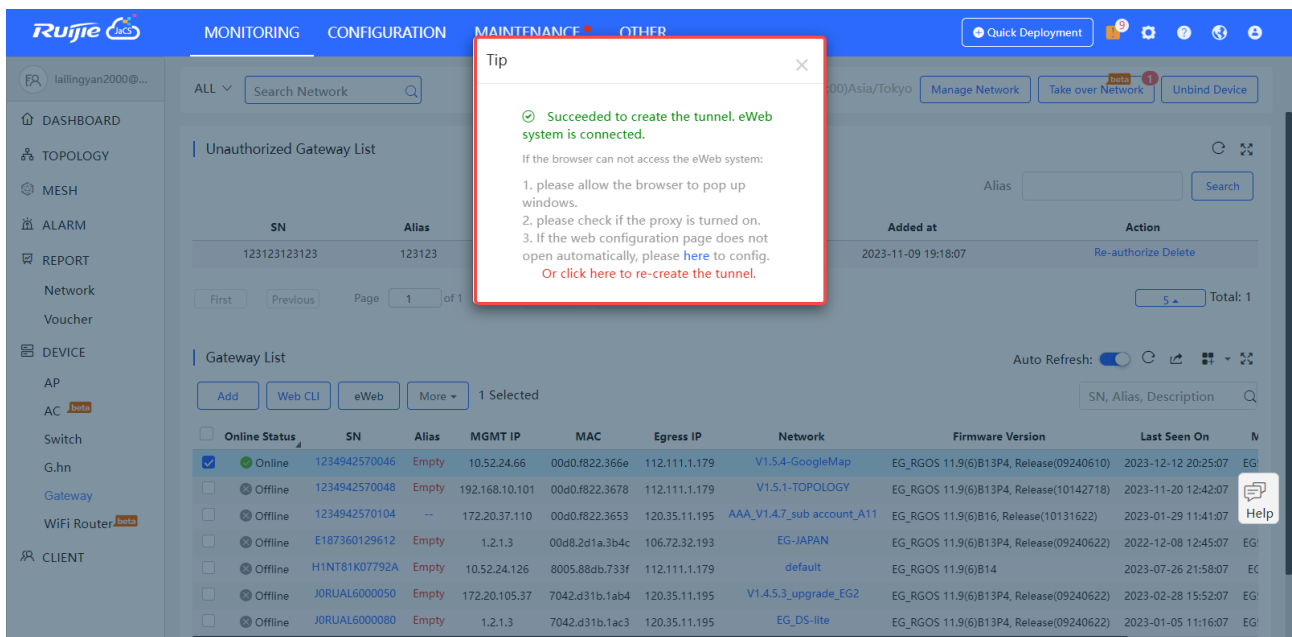 Ruijie JaCS MONITORING CONFIGURATION MAINTENANCE OTHER Quick Deployment 9
lailingyan2000@...
DASHBOARD
TOPOLOGY
MESH
ALARM
REPORT
Network
Voucher
DEVICE
AP
AC beta
Switch
G.hn
Gateway
WiFi Router beta
CLIENT
ALL Search Network :00)Asia/Tokyo Manage Network Take over Network beta 1 Unbind Device
Unauthorized Gateway List
Alias Search
SN Alias Added at Action
123123123123 123123 2023-11-09 19:18:07 Re-authorize Delete
First Previous Page 1 of 1 5 Total: 1
Tip
Succeeded to create the tunnel. eWeb
system is connected.
If the browser can not access the eWeb system:
1. please allow the browser to pop up
windows.
2. please check if the proxy is turned on.
3. If the web configuration page does not
open automatically, please here to config.
Or click here to re-create the tunnel.
Gateway List Auto Refresh:
Add Web CLI eWeb More 1 Selected SN, Alias, Description
Online Status SN Alias MGMT IP MAC Egress IP Network Firmware Version Last Seen On M
Online 1234942570046 Empty 10.52.24.66 00d0.f822.366e 112.111.1.179 V1.5.4-GoogleMap EG_RGOS 11.9(6)B13P4, Release(09240610) 2023-12-12 20:25:07 EG
Offline 1234942570048 Empty 192.168.10.101 00d0.f822.3678 112.111.1.179 V1.5.1-TOPOLOGY EG_RGOS 11.9(6)B13P4, Release(10142718) 2023-11-20 12:42:07
Offline 1234942570104 -- 172.20.37.110 00d0.f822.3653 120.35.11.195 AAA_V1.4.7_sub account_A11 EG_RGOS 11.9(6)B16, Release(10131622) 2023-01-29 11:41:07
Offline E187360129612 Empty 1.2.1.3 00d8.2d1a.3b4c 106.72.32.193 EG-JAPAN EG_RGOS 11.9(6)B13P4, Release(09240622) 2022-12-08 12:45:07 EG
Offline H1NT81K07792A Empty 10.52.24.126 8005.88db.733f 112.111.1.179 default EG_RGOS 11.9(6)B14 2023-07-26 21:58:07 EG
Offline J0RUAL6000050 Empty 172.20.105.37 7042.d31b.1ab4 120.35.11.195 V1.4.5.3_upgrade_EG2 EG_RGOS 11.9(6)B13P4, Release(09240622) 2023-02-28 15:52:07 EG
Offline J0RUAL6000080 Empty 1.2.1.3 7042.d31b.1ac3 120.35.11.195 EG_DS-lite EG_RGOS 11.9(6)B13P4, Release(09240622) 2023-01-05 11:16:07 EG
Help